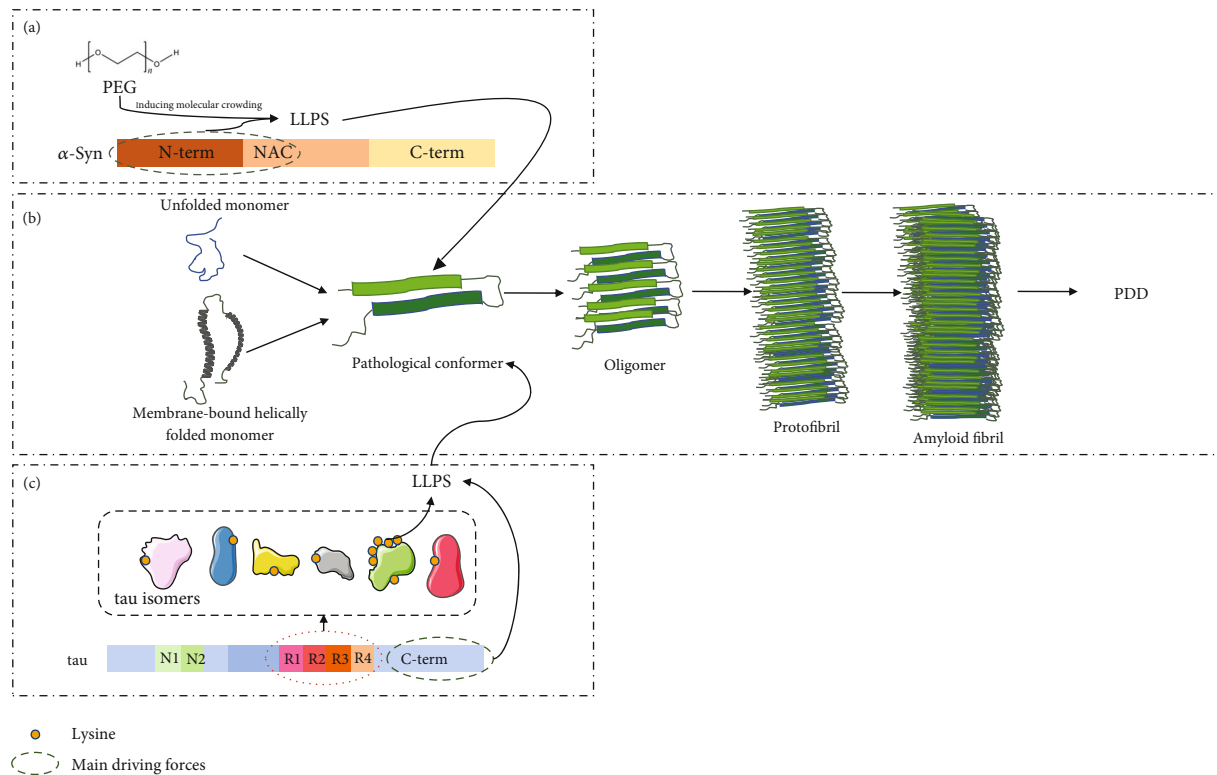 (a)
H
O
n
O
H
PEG
Inducing molecular crowding
LLPS
α-Syn
N-term
NAC
C-term
(b)
Unfolded monomer
Membrane-bound helically
folded monomer
Pathological conformer
Oligomer
Protofibril
Amyloid fibril
PDD
(c)
LLPS
tau isomers
tau
N1
N2
R1
R2
R3
R4
C-term
Lysine
Main driving forces